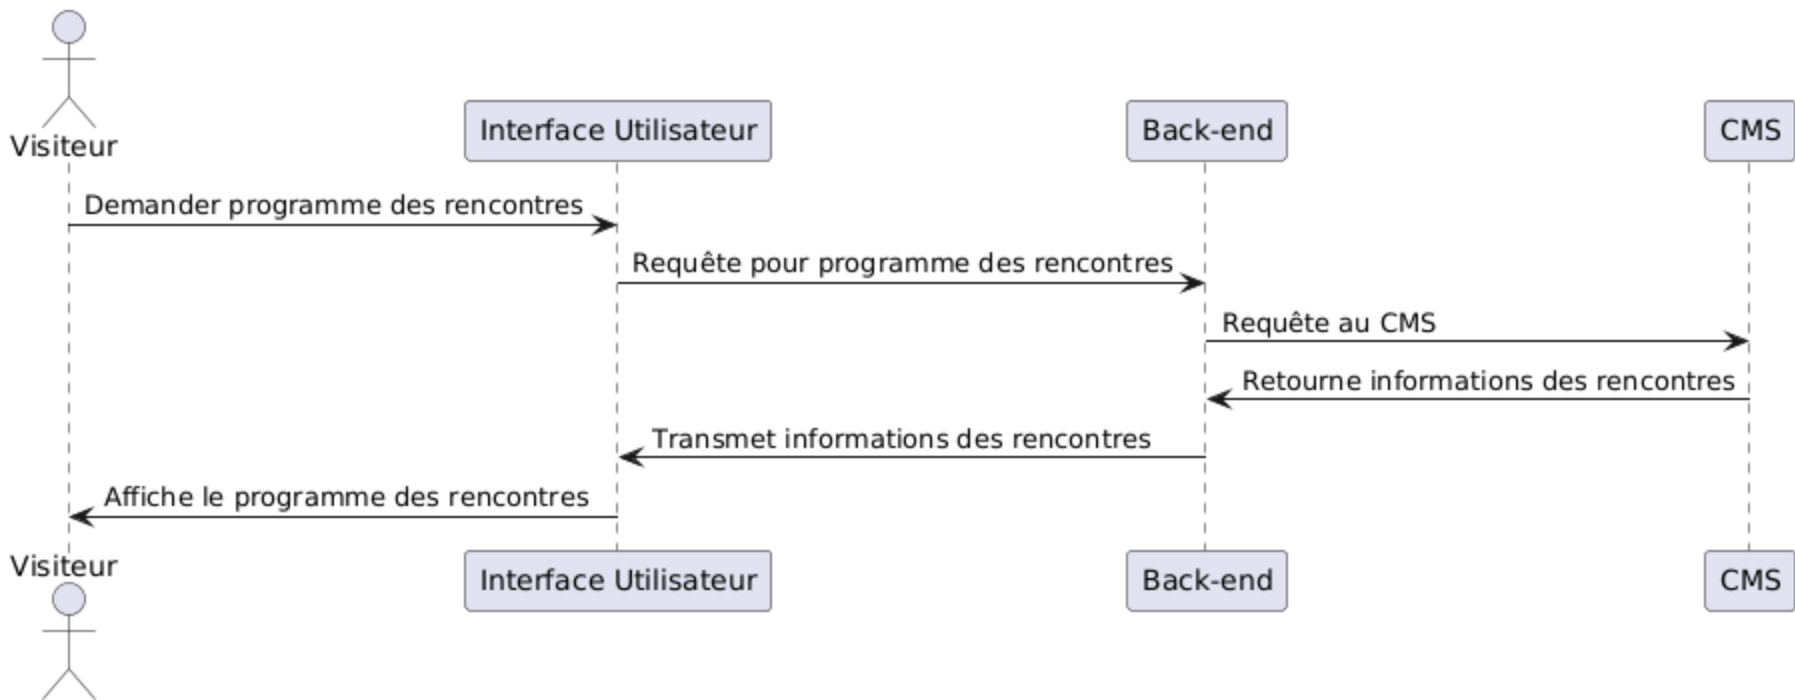 Visiteur
Interface Utilisateur
Back-end
CMS
Demander programme des rencontres
Requête pour programme des rencontres
Requête au CMS
Retourne informations des rencontres
Transmet informations des rencontres
Affiche le programme des rencontres
Visiteur
Interface Utilisateur
Back-end
CMS